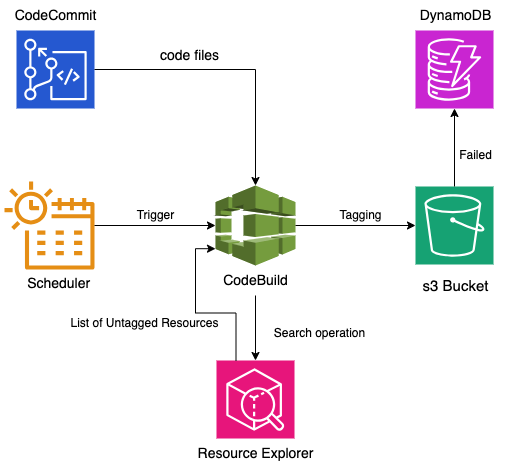 CodeCommit
DynamoDB
code files
Failed
Trigger
Tagging
Scheduler
CodeBuild
s3 Bucket
List of Untagged Resources
Search operation
Resource Explorer